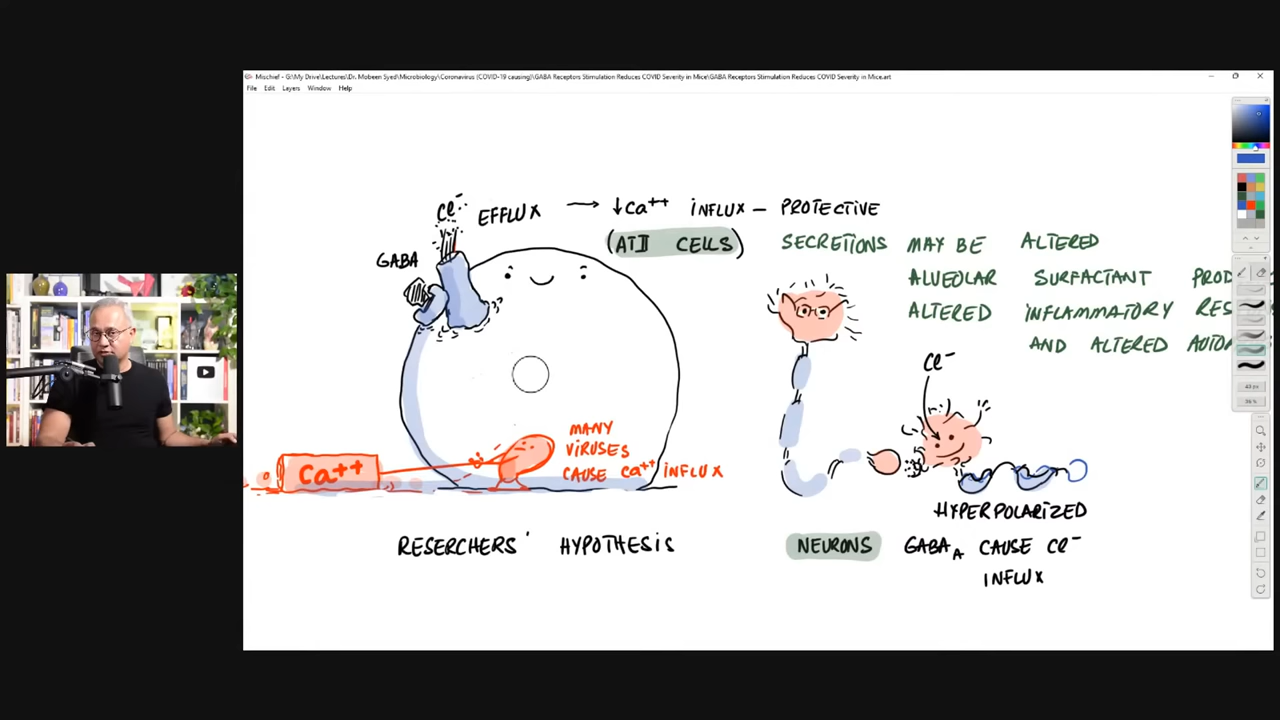 Mischief - G:\My Drive\Lectures\Dr. Mobeen Syed\Microbiology\Coronavirus (COVID-19 causing)\GABA Receptors Stimulation Reduces COVID Severity in Mice\GABA Receptors Stimulation Reduces COVID Severity in Mice.art
File Edit Layers Window Help
Cl⁻ EFFLUX → ↓Ca⁺⁺ INFLUX – PROTECTIVE
(ATII CELLS)
SECRETIONS MAY BE ALTERED
GABA
ALUEOLAR SURFACTANT PROD
ALTERED INFLAMMATORY RES
AND ALTERED AUTO
Cl⁻
MANY
VIRUSES
CAUSE Ca⁺⁺ INFLUX
Ca⁺⁺
HYPERPOLARIZED
RESERCHERS' HYPOTHESIS
NEURONS
GABA_A CAUSE Cl⁻
INFLUX